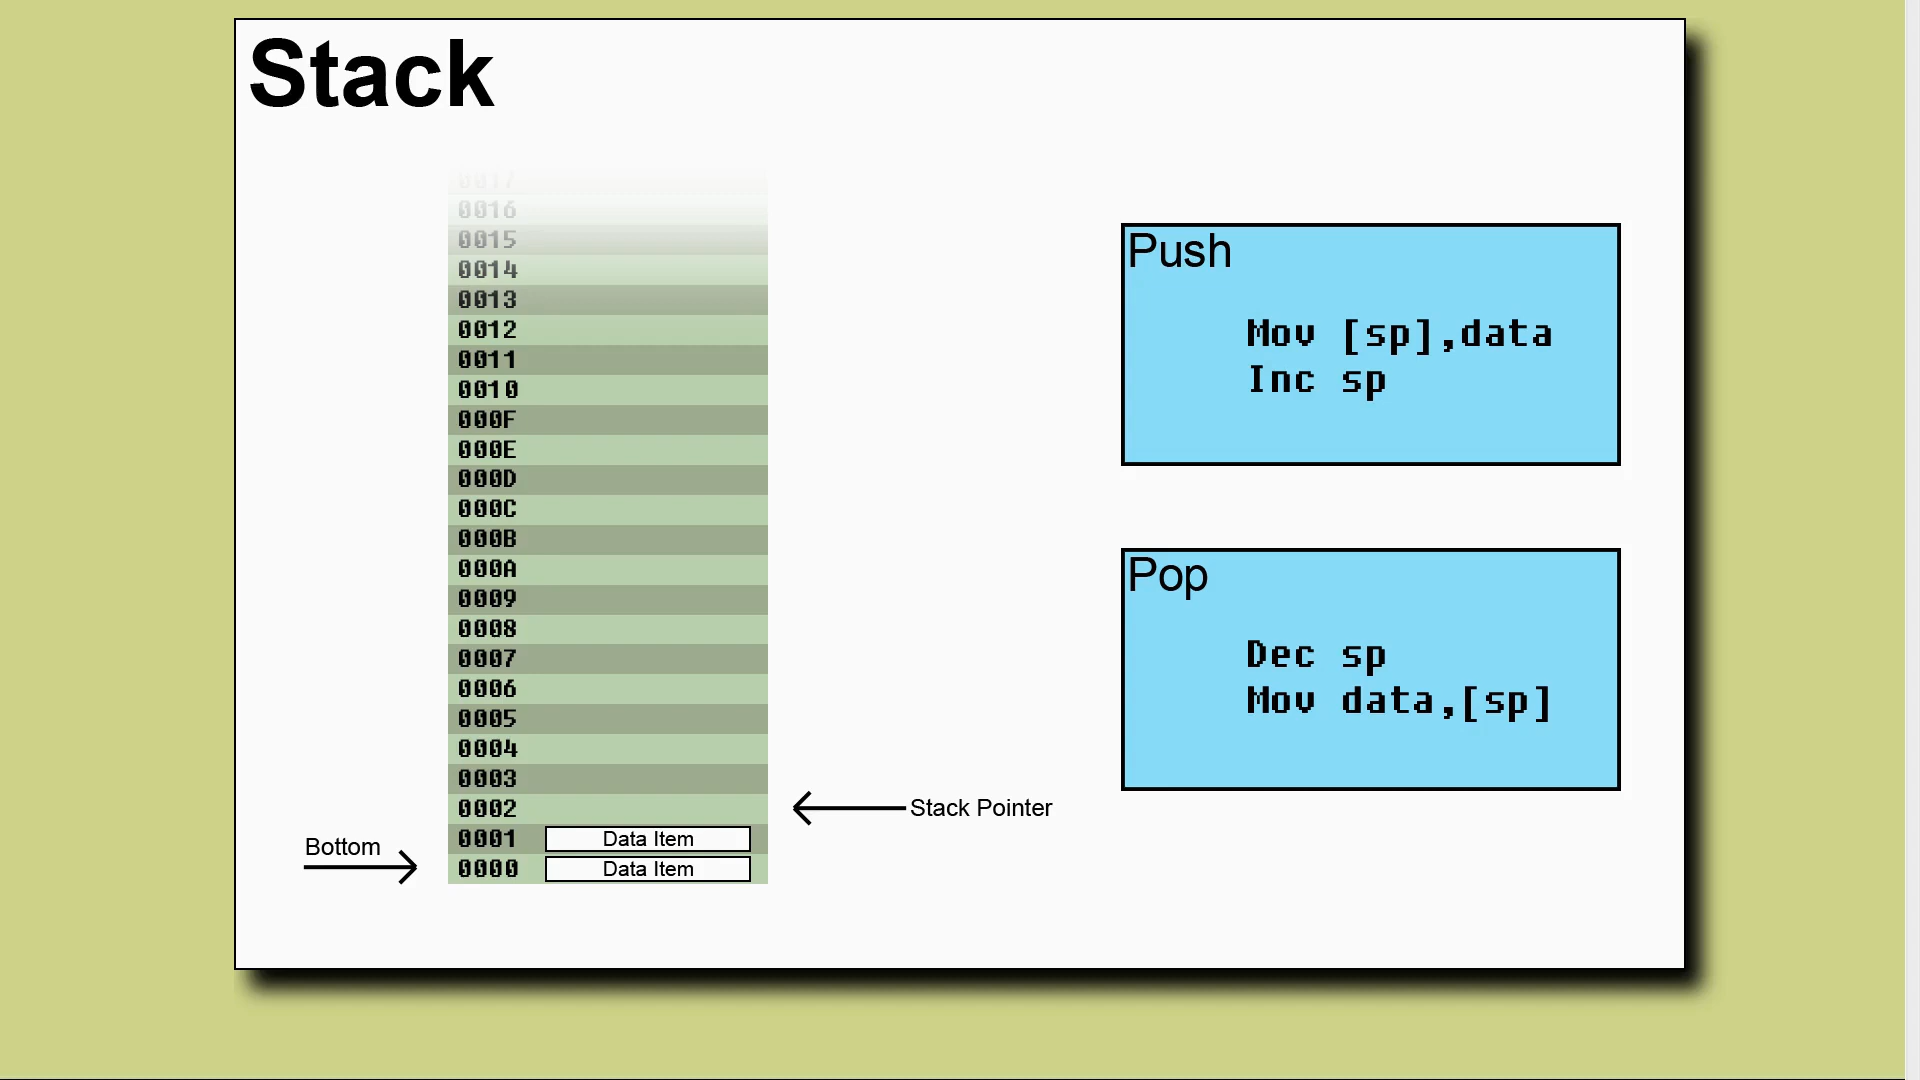 Stack
0017
0016
0015
0014
0013
0012
0011
0010
000F
000E
000D
000C
000B
000A
0009
0008
0007
0006
0005
0004
0003
0002
Stack Pointer
0001 Data Item
Bottom
0000 Data Item
Push
Mov [sp],data
Inc sp
Pop
Dec sp
Mov data,[sp]